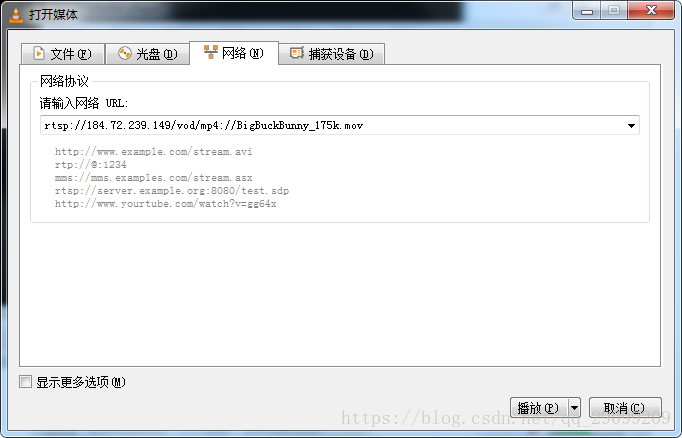 打开媒体
文件(F) 光盘(D) 网络(N) 捕获设备(D)
网络协议
请输入网络 URL:
rtsp://184.72.239.149/vod/mp4://BigBuckBunny_175k.mov
http://www.example.com/stream.avi
rtp://@:1234
mms://mms.examples.com/stream.asx
rtsp://server.example.org:8080/test.sdp
http://www.yourtube.com/watch?v=gg64x
显示更多选项(M)
播放(P) 取消(C)
https://blog.csdn.net/qq_29099209